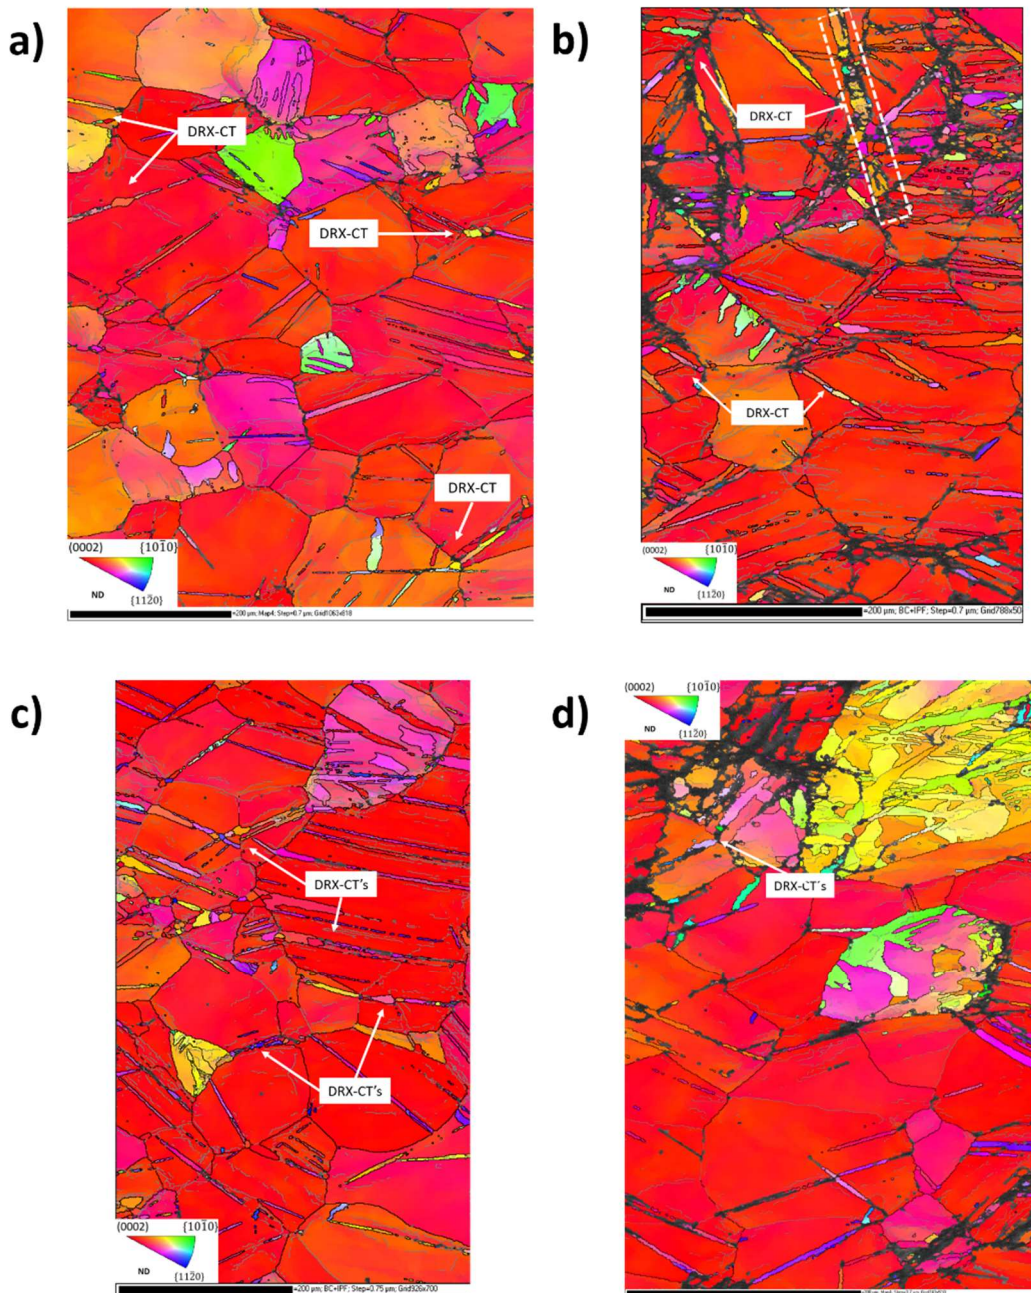 a)
DRX-CT
DRX-CT
DRX-CT
(0002) {101̅0}
ND
{112̅0}
=200 µm; Map4; Step=0.7 µm; Grid1063x818
b)
DRX-CT
DRX-CT
(0002) {101̅0}
ND
{112̅0}
=200 µm; BC+IPF; Step=0.7 µm; Grid788x50
c)
DRX-CT's
DRX-CT's
(0002) {101̅0}
ND
{112̅0}
=200 µm; BC+IPF; Step=0.75 µm; Grid326x700
d)
(0002) {101̅0}
ND
{112̅0}
DRX-CT's